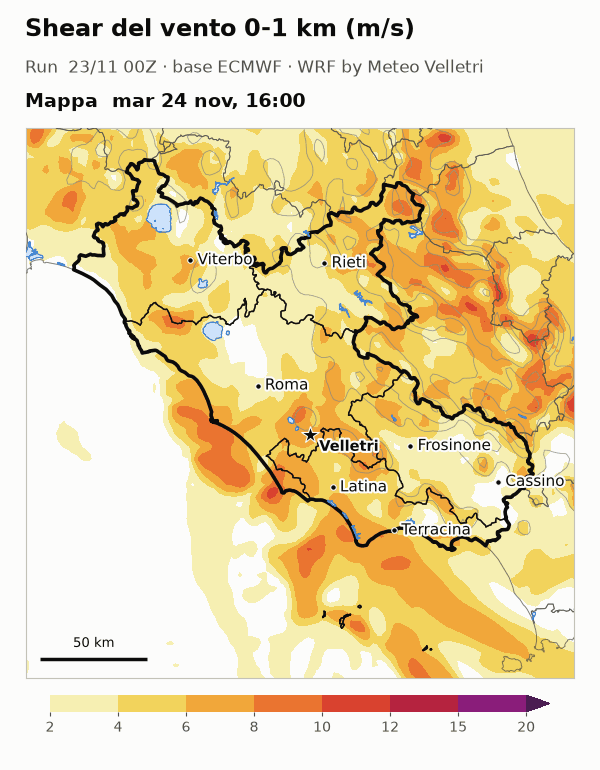 Shear del vento 0-1 km (m/s)
Run  23/11 00Z · base ECMWF · WRF by Meteo Velletri
Mappa  mar 24 nov, 16:00
Viterbo
Rieti
Roma
Velletri
Frosinone
Cassino
Latina
Terracina
50 km
2 4 6 8 10 12 15 20